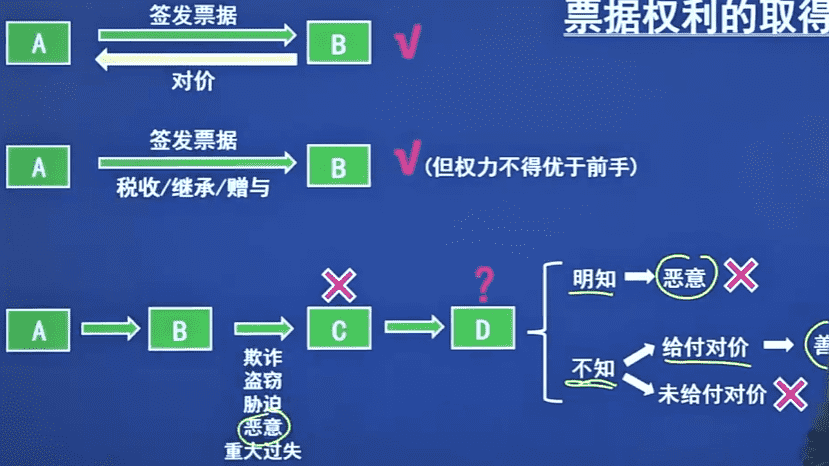 票据权利的取得
签发票据
A
B
√
对价
签发票据
A
B
√(但权力不得优于前手)
税收/继承/赠与
?
明知
恶意
A
B
C
D
欺诈
盗窃
胁迫
恶意
重大过失
给付对价
善
不知
未给付对价